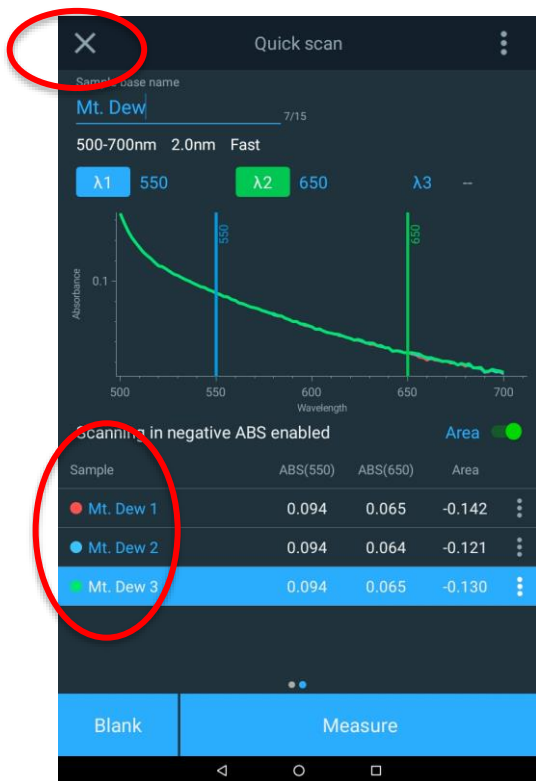 Quick scan
Sample base name
Mt. Dew
7/15
500-700nm 2.0nm Fast
λ1 550 λ2 650 λ3 --
550
650
Absorbance
0.1
500 550 600 650 700
Wavelength
Scanning in negative ABS enabled Area
Sample ABS(550) ABS(650) Area
Mt. Dew 1 0.094 0.065 -0.142
Mt. Dew 2 0.094 0.064 -0.121
Mt. Dew 3 0.094 0.065 -0.130
Blank Measure